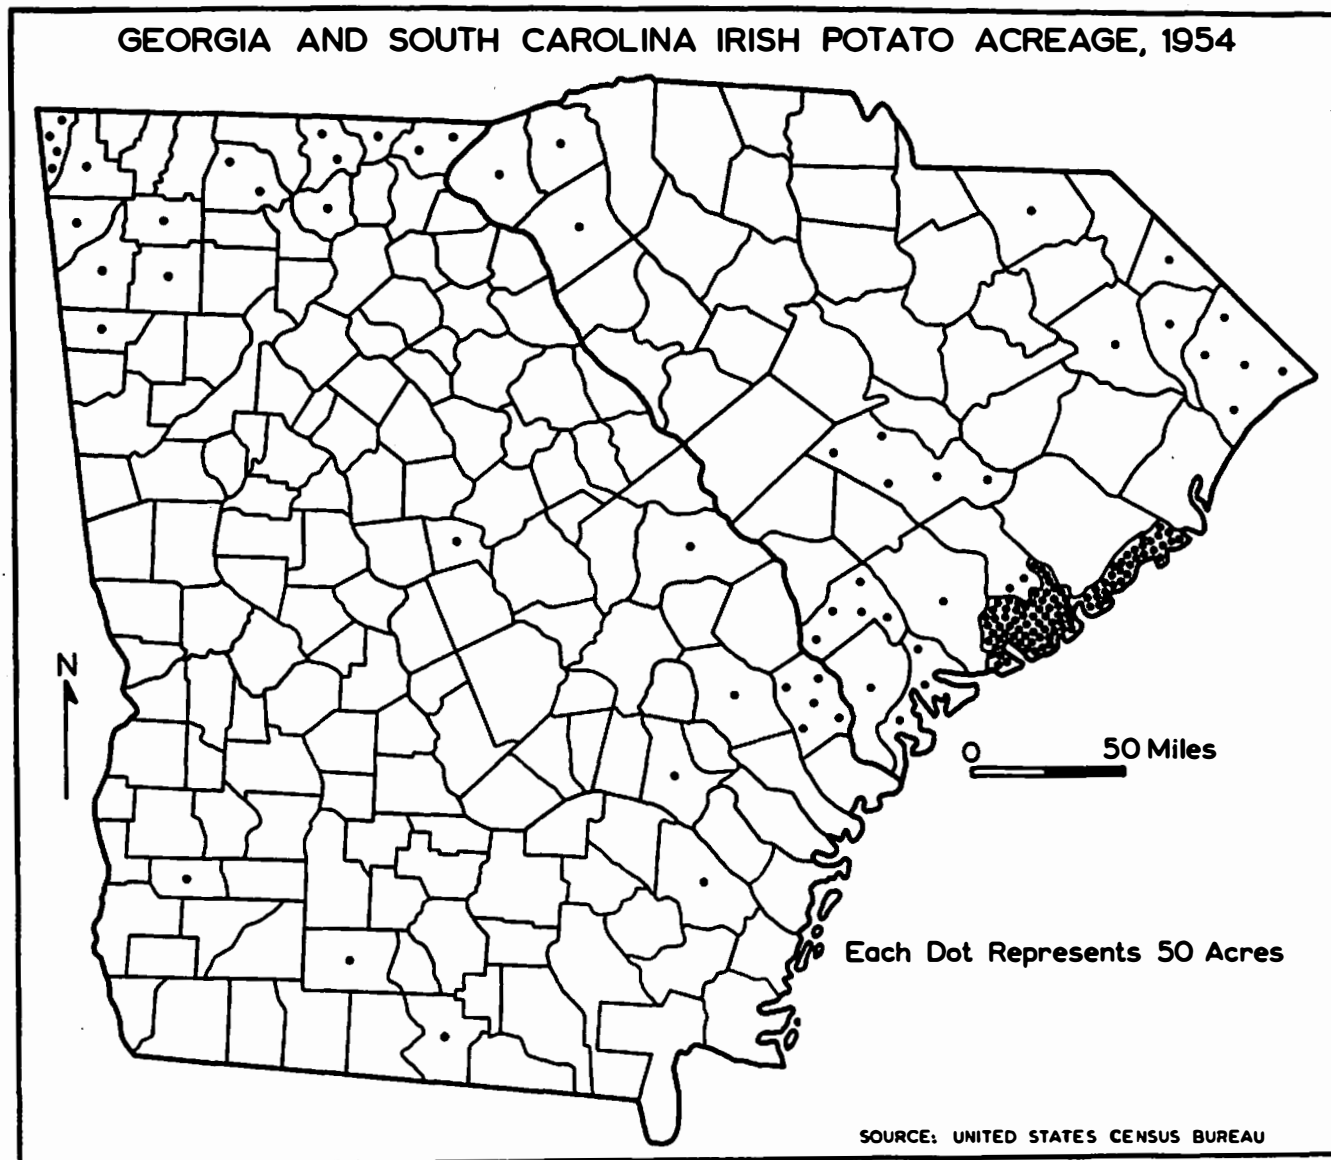 GEORGIA AND SOUTH CAROLINA IRISH POTATO ACREAGE, 1954
N
0 50 Miles
Each Dot Represents 50 Acres
SOURCE: UNITED STATES CENSUS BUREAU